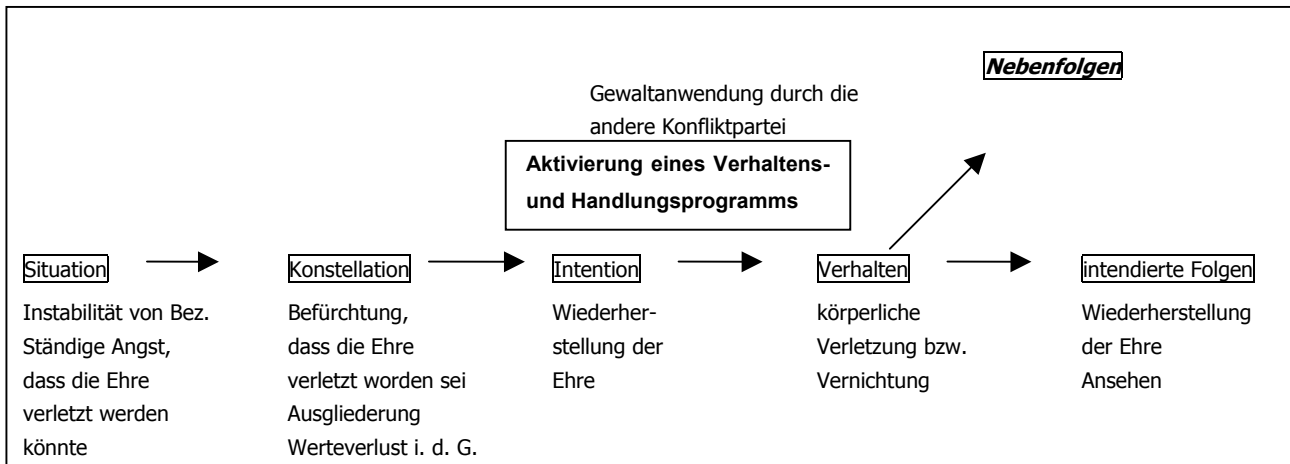 Nebenfolgen
Gewaltanwendung durch die
andere Konfliktpartei
Aktivierung eines Verhaltens-
und Handlungsprogramms
Situation
Instabilität von Bez.
Ständige Angst,
dass die Ehre
verletzt werden
könnte
Konstellation
Befürchtung,
dass die Ehre
verletzt worden sei
Ausgliederung
Werteverlust i. d. G.
Intention
Wiederher-
stellung der
Ehre
Verhalten
körperliche
Verletzung bzw.
Vernichtung
intendierte Folgen
Wiederherstellung
der Ehre
Ansehen